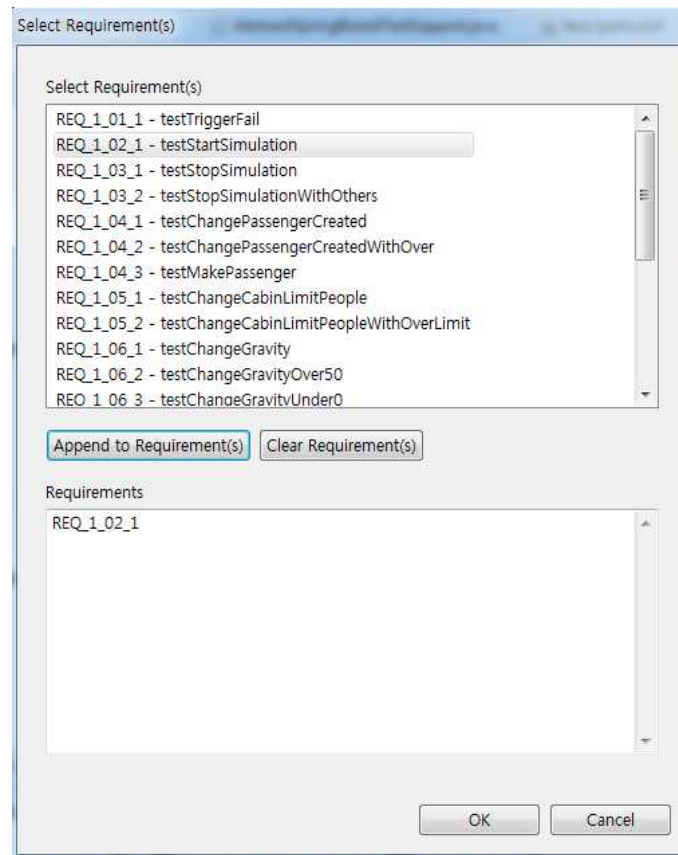 Select Requirement(s)
Select Requirement(s)
REQ_1_01_1 - testTriggerFail
REQ_1_02_1 - testStartSimulation
REQ_1_03_1 - testStopSimulation
REQ_1_03_2 - testStopSimulationWithOthers
REQ_1_04_1 - testChangePassengerCreated
REQ_1_04_2 - testChangePassengerCreatedWithOver
REQ_1_04_3 - testMakePassenger
REQ_1_05_1 - testChangeCabinLimitPeople
REQ_1_05_2 - testChangeCabinLimitPeopleWithOverLimit
REQ_1_06_1 - testChangeGravity
REQ_1_06_2 - testChangeGravityOver50
REQ_1_06_3 - testChangeGravityUnder0
Append to Requirement(s) Clear Requirement(s)
Requirements
REQ_1_02_1
OK Cancel